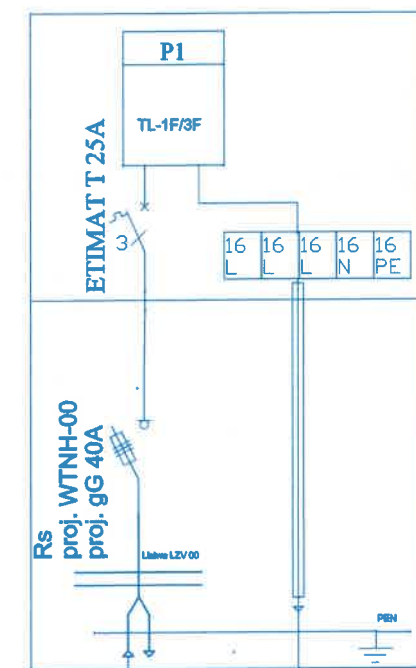 P1
TL-1F/3F
ETIMAT T 25A
3
16 16 16 16 16
L L L N PE
Rs
proj. WTNH-00
proj. gG 40A
LZV 00
PEN